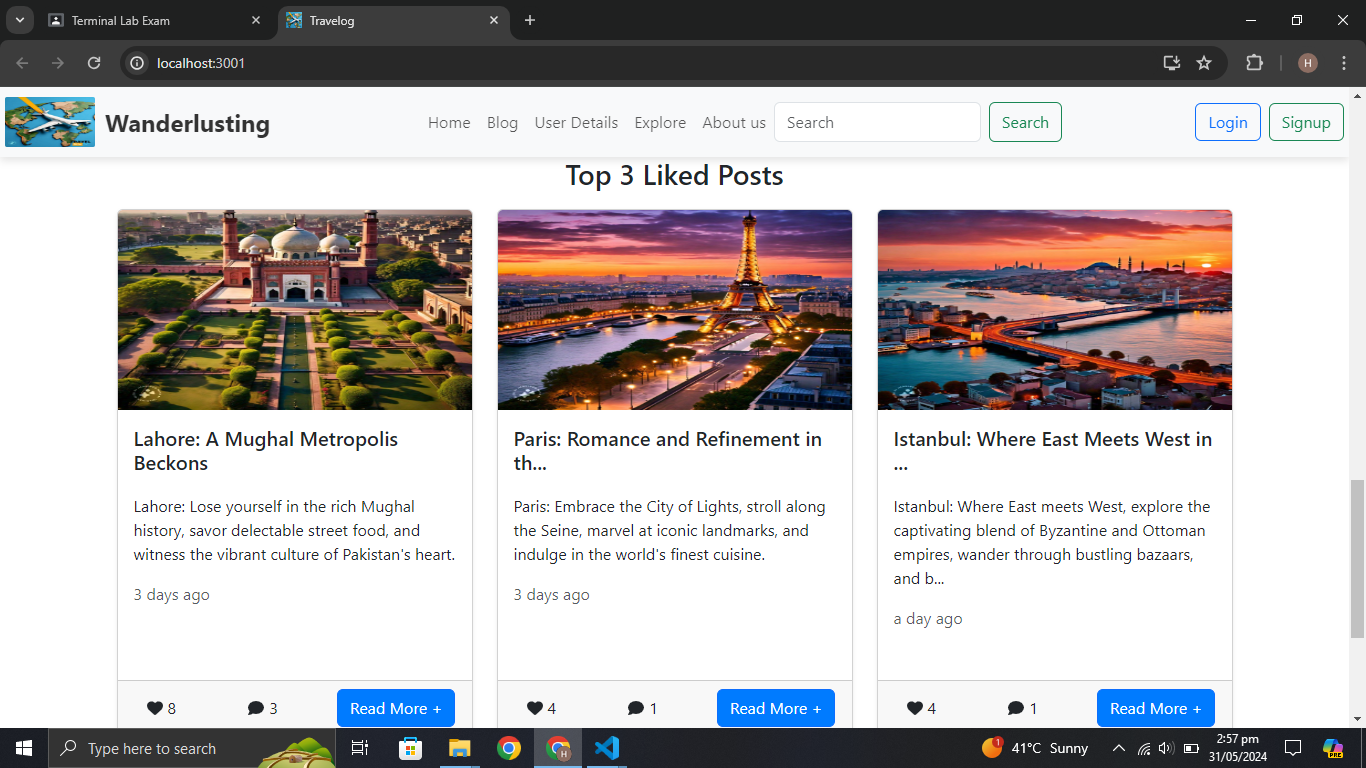 Terminal Lab Exam
Travelog
localhost:3001
H
Wanderlusting
Home Blog User Details Explore About us Search Search Login Signup
Top 3 Liked Posts
Lahore: A Mughal Metropolis
Beckons
Lahore: Lose yourself in the rich Mughal
history, savor delectable street food, and
witness the vibrant culture of Pakistan's heart.
3 days ago
8 3 Read More +
Paris: Romance and Refinement in
th...
Paris: Embrace the City of Lights, stroll along
the Seine, marvel at iconic landmarks, and
indulge in the world's finest cuisine.
3 days ago
4 1 Read More +
Istanbul: Where East Meets West in
...
Istanbul: Where East meets West, explore the
captivating blend of Byzantine and Ottoman
empires, wander through bustling bazaars,
and b...
a day ago
4 1 Read More +
Type here to search
H
1
41°C Sunny
2:57 pm
31/05/2024
PRE